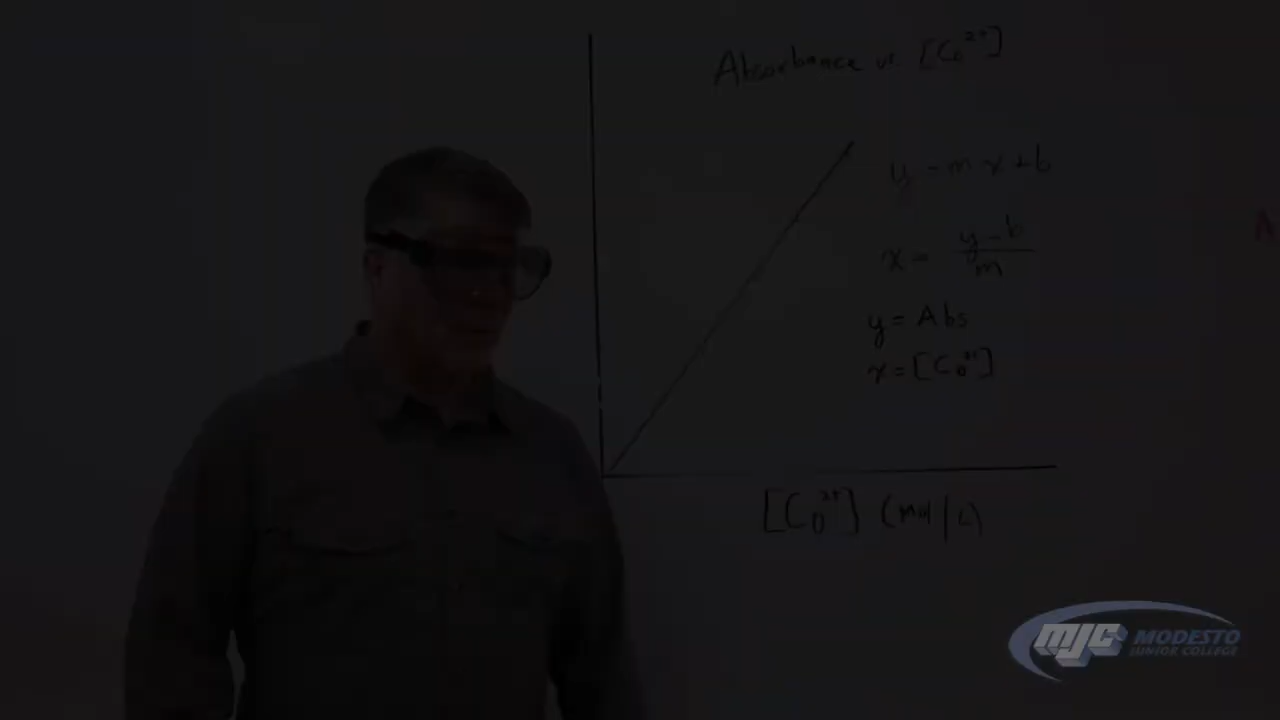 Absorbance vs. [Co²⁺]
y = mx + b
x = y - b
m
y = Abs
x = [Co²⁺]
[Co²⁺] (mol/L)
A
MJC MODESTO
JUNIOR COLLEGE